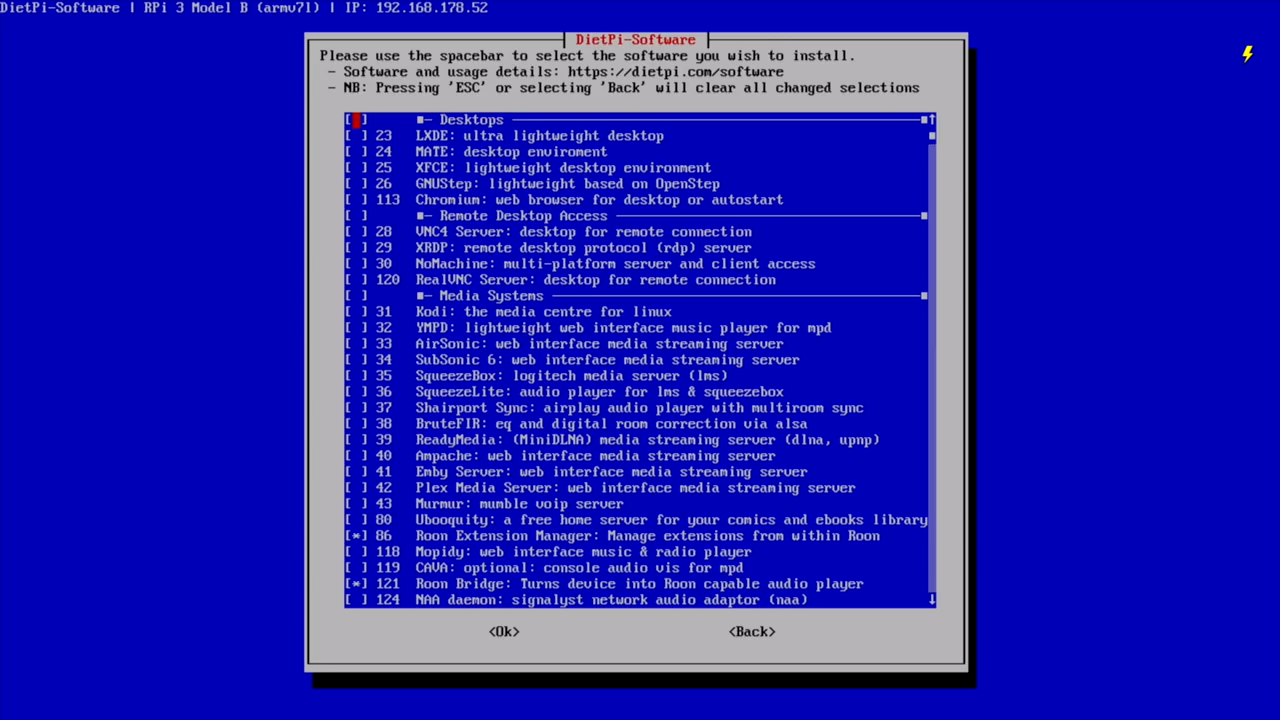 DietPi-Software | RPi 3 Model B (armv7l) | IP: 192.168.178.52
DietPi-Software
Please use the spacebar to select the software you wish to install.
- Software and usage details: https://dietpi.com/software
- NB: Pressing 'ESC' or selecting 'Back' will clear all changed selections
[ ] ■─ Desktops ─■↑
[ ] 23 LXDE: ultra lightweight desktop
[ ] 24 MATE: desktop enviroment
[ ] 25 XFCE: lightweight desktop environment
[ ] 26 GNUStep: lightweight based on OpenStep
[ ] 113 Chromium: web browser for desktop or autostart
[ ] ■─ Remote Desktop Access ─■
[ ] 28 VNC4 Server: desktop for remote connection
[ ] 29 XRDP: remote desktop protocol (rdp) server
[ ] 30 NoMachine: multi-platform server and client access
[ ] 120 RealVNC Server: desktop for remote connection
[ ] ■─ Media Systems ─■
[ ] 31 Kodi: the media centre for linux
[ ] 32 YMPD: lightweight web interface music player for mpd
[ ] 33 AirSonic: web interface media streaming server
[ ] 34 SubSonic 6: web interface media streaming server
[ ] 35 SqueezeBox: logitech media server (lms)
[ ] 36 SqueezeLite: audio player for lms & squeezebox
[ ] 37 Shairport Sync: airplay audio player with multiroom sync
[ ] 38 BruteFIR: eq and digital room correction via alsa
[ ] 39 ReadyMedia: (MiniDLNA) media streaming server (dlna, upnp)
[ ] 40 Ampache: web interface media streaming server
[ ] 41 Emby Server: web interface media streaming server
[ ] 42 Plex Media Server: web interface media streaming server
[ ] 43 Murmur: mumble voip server
[ ] 80 Ubooquity: a free home server for your comics and ebooks library
[*] 86 Roon Extension Manager: Manage extensions from within Roon
[ ] 118 Mopidy: web interface music & radio player
[ ] 119 CAVA: optional: console audio vis for mpd
[*] 121 Roon Bridge: Turns device into Roon capable audio player
[ ] 124 NAA daemon: signalyst network audio adaptor (naa) ↓
<Ok> <Back>